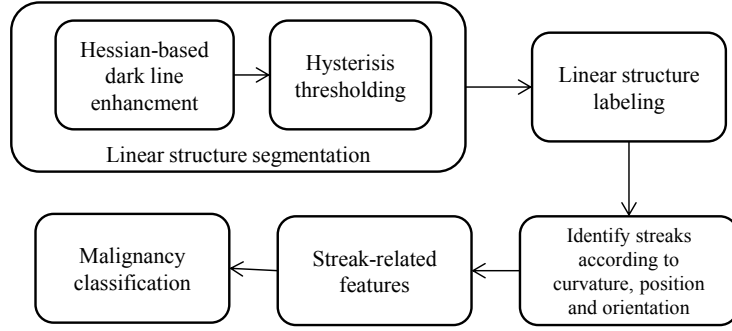 Hessian-based
dark line
enhancment
Hysterisis
thresholding
Linear structure segmentation
Linear structure
labeling
Identify streaks
according to
curvature, position
and orientation
Streak-related
features
Malignancy
classification